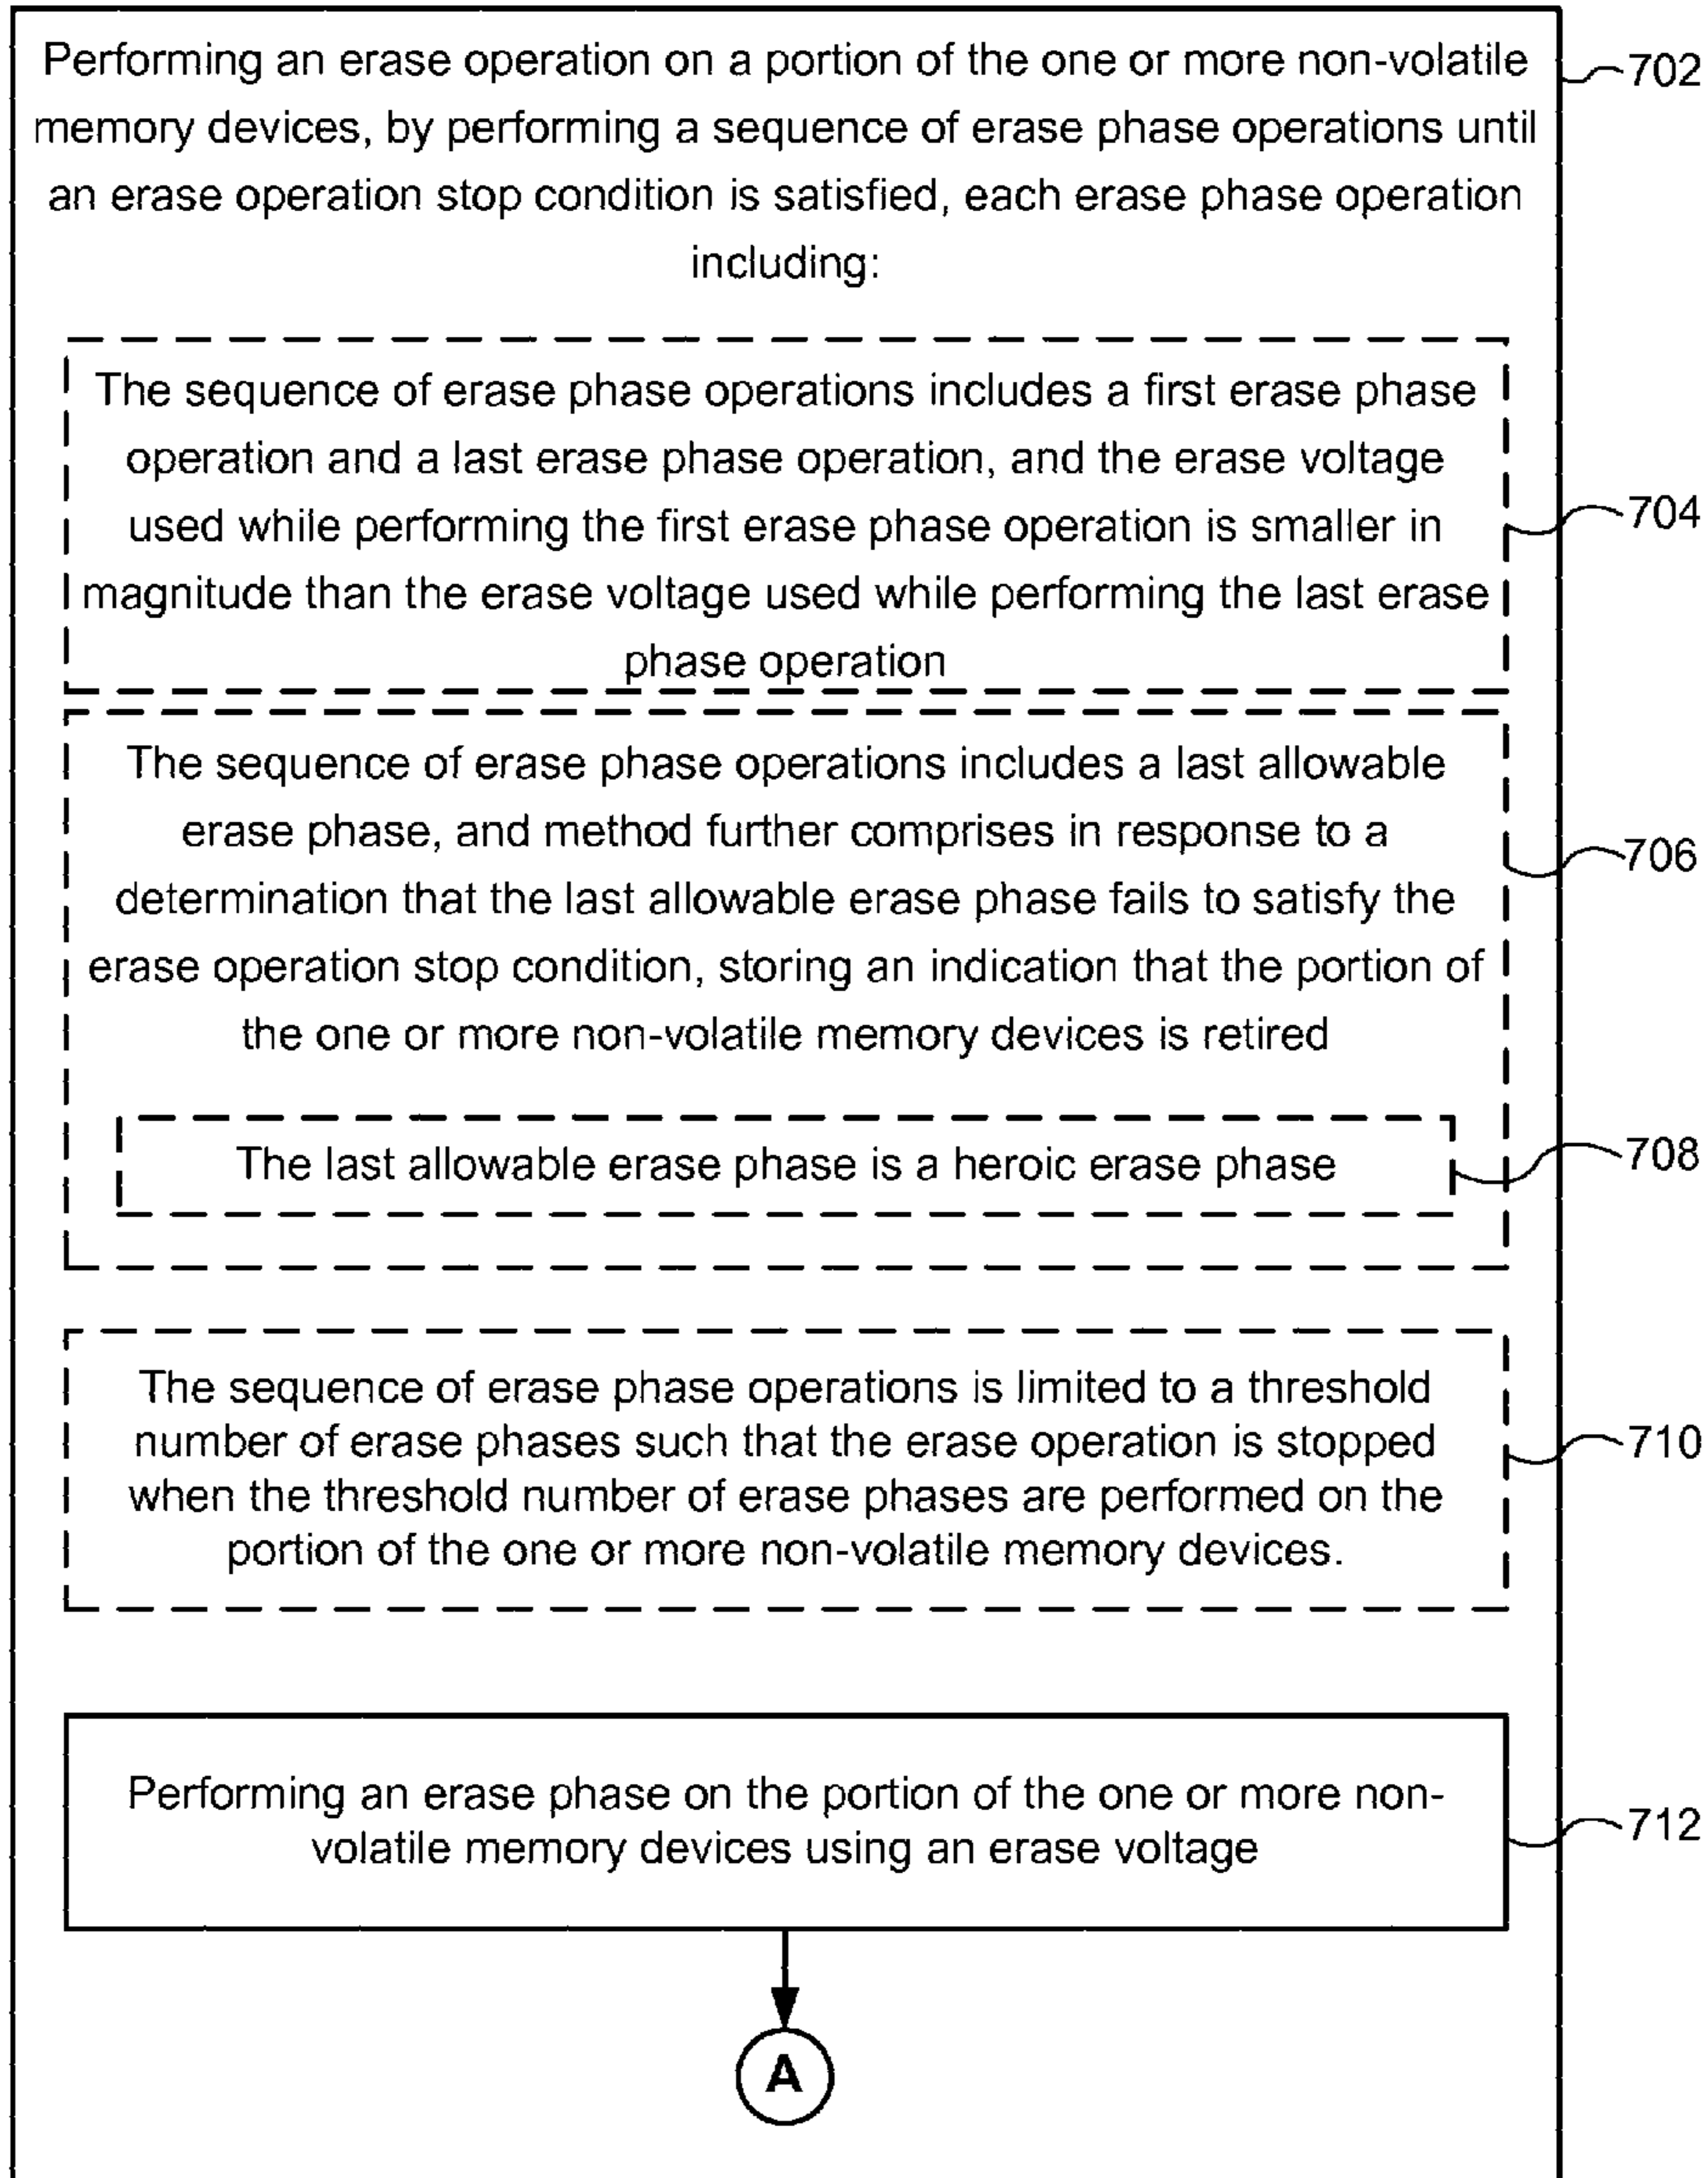 Performing an erase operation on a portion of the one or more non-volatile
702
memory devices, by performing a sequence of erase phase operations until
an erase operation stop condition is satisfied, each erase phase operation
including:
The sequence of erase phase operations includes a first erase phase
operation and a last erase phase operation, and the erase voltage
704
used while performing the first erase phase operation is smaller in
magnitude than the erase voltage used while performing the last erase
phase operation
The sequence of erase phase operations includes a last allowable
erase phase, and method further comprises in response to a
706
determination that the last allowable erase phase fails to satisfy the
erase operation stop condition, storing an indication that the portion of
the one or more non-volatile memory devices is retired
The last allowable erase phase is a heroic erase phase
708
The sequence of erase phase operations is limited to a threshold
number of erase phases such that the erase operation is stopped
710
when the threshold number of erase phases are performed on the
portion of the one or more non-volatile memory devices.
Performing an erase phase on the portion of the one or more non-
volatile memory devices using an erase voltage
712
A